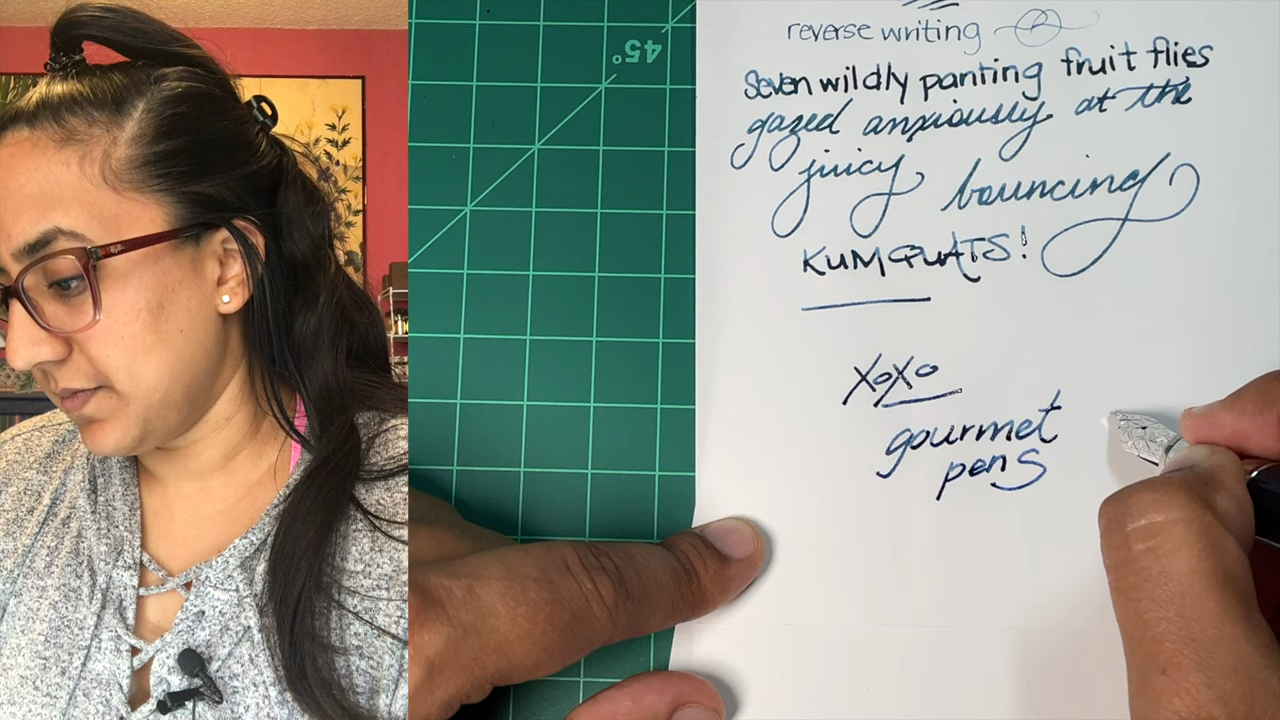 45°
reverse writing
Seven wildly panting fruit flies
gazed anxiously at the
juicy bouncing
KUMQUATS!
XoXo
gourmet
pens